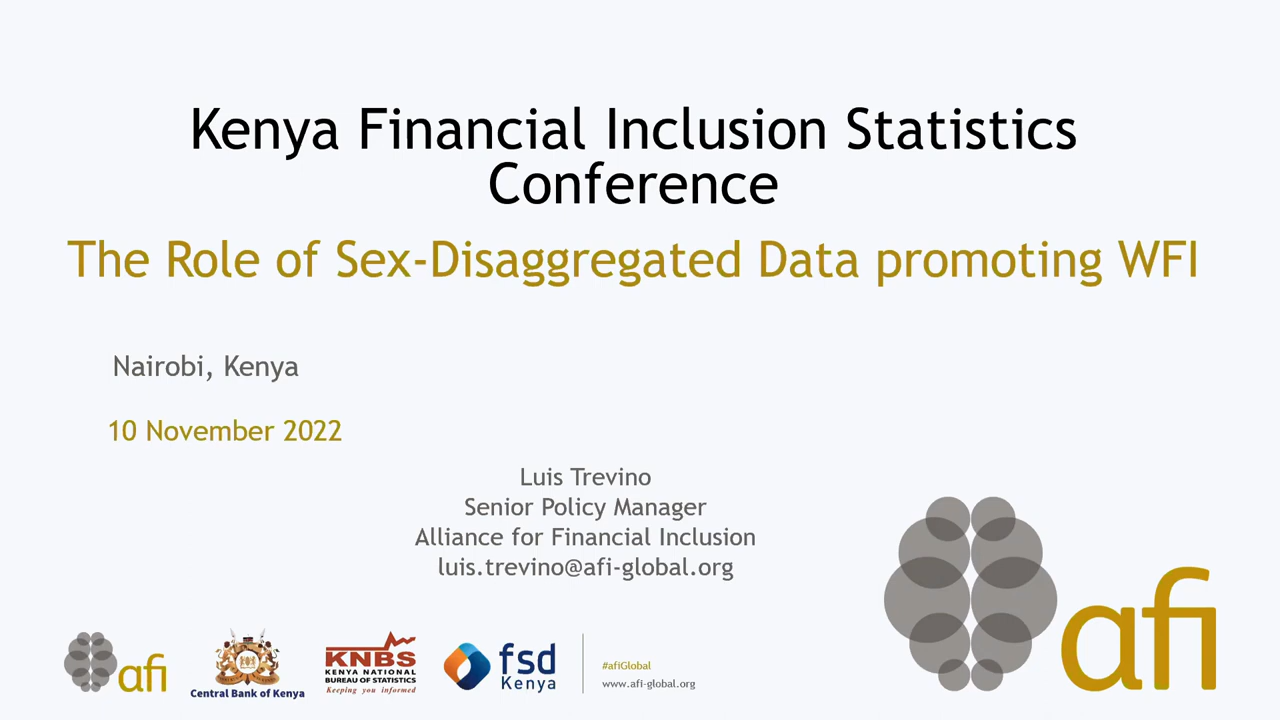 Kenya Financial Inclusion Statistics
Conference
The Role of Sex-Disaggregated Data promoting WFI
Nairobi, Kenya
10 November 2022
Luis Trevino
Senior Policy Manager
Alliance for Financial Inclusion
luis.trevino@afi-global.org
afi
Central Bank of Kenya
KNBS
KENYA NATIONAL
BUREAU OF STATISTICS
Keeping you informed
fsd
Kenya
#afiGlobal
www.afi-global.org
afi